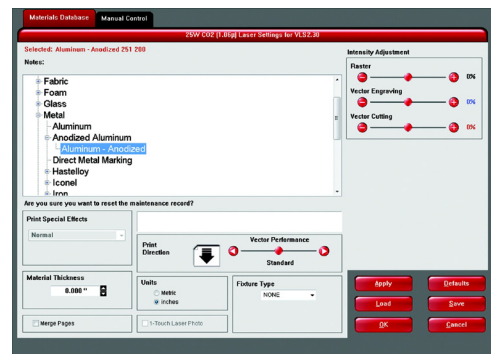 Materials Database Manual Control
25W CO2 (1.06µ) Laser Settings for VLS2.30
Selected: Aluminum - Anodized 251 200
Notes:
Fabric
Foam
Glass
Metal
Aluminum
Anodized Aluminum
Aluminum - Anodized
Direct Metal Marking
Hastelloy
Iconel
Iron
Intensity Adjustment
Raster
0%
Vector Engraving
0%
Vector Cutting
0%
Are you sure you want to reset the maintenance record?
Print Special Effects
Normal
Print Direction
Vector Performance
Standard
Material Thickness
0.000 "
Units
Metric
Inches
Fixture Type
NONE
Merge Pages
1-Touch Laser Photo
Apply Defaults
Load Save
OK Cancel